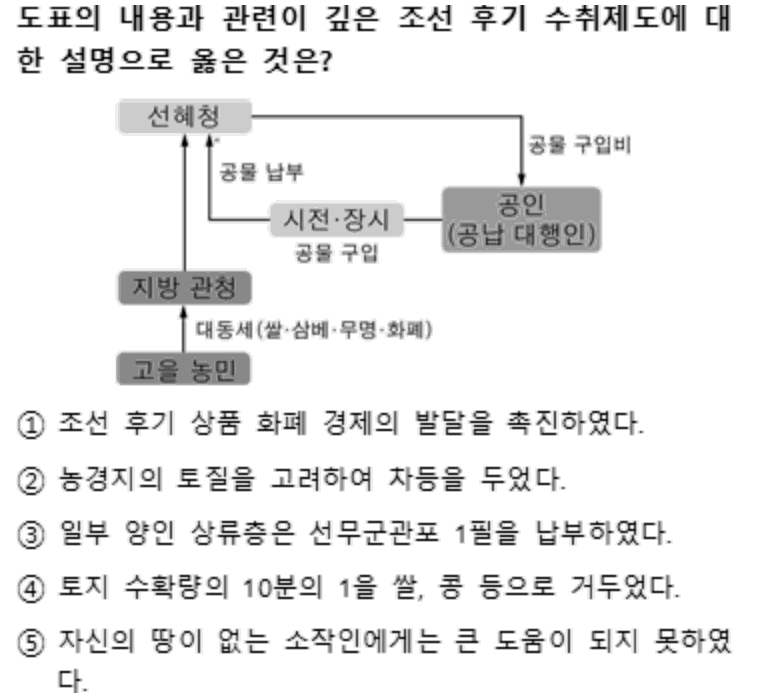 도표의 내용과 관련이 깊은 조선 후기 수취제도에 대
한 설명으로 옳은 것은?
선혜청
공물 구입비
공물 납부
공인
(공납 대행인)
시전·장시
공물 구입
지방 관청
대동세(쌀·삼베·무명·화폐)
고을 농민
① 조선 후기 상품 화폐 경제의 발달을 촉진하였다.
② 농경지의 토질을 고려하여 차등을 두었다.
③ 일부 양인 상류층은 선무군관포 1필을 납부하였다.
④ 토지 수확량의 10분의 1을 쌀, 콩 등으로 거두었다.
⑤ 자신의 땅이 없는 소작인에게는 큰 도움이 되지 못하였
다.